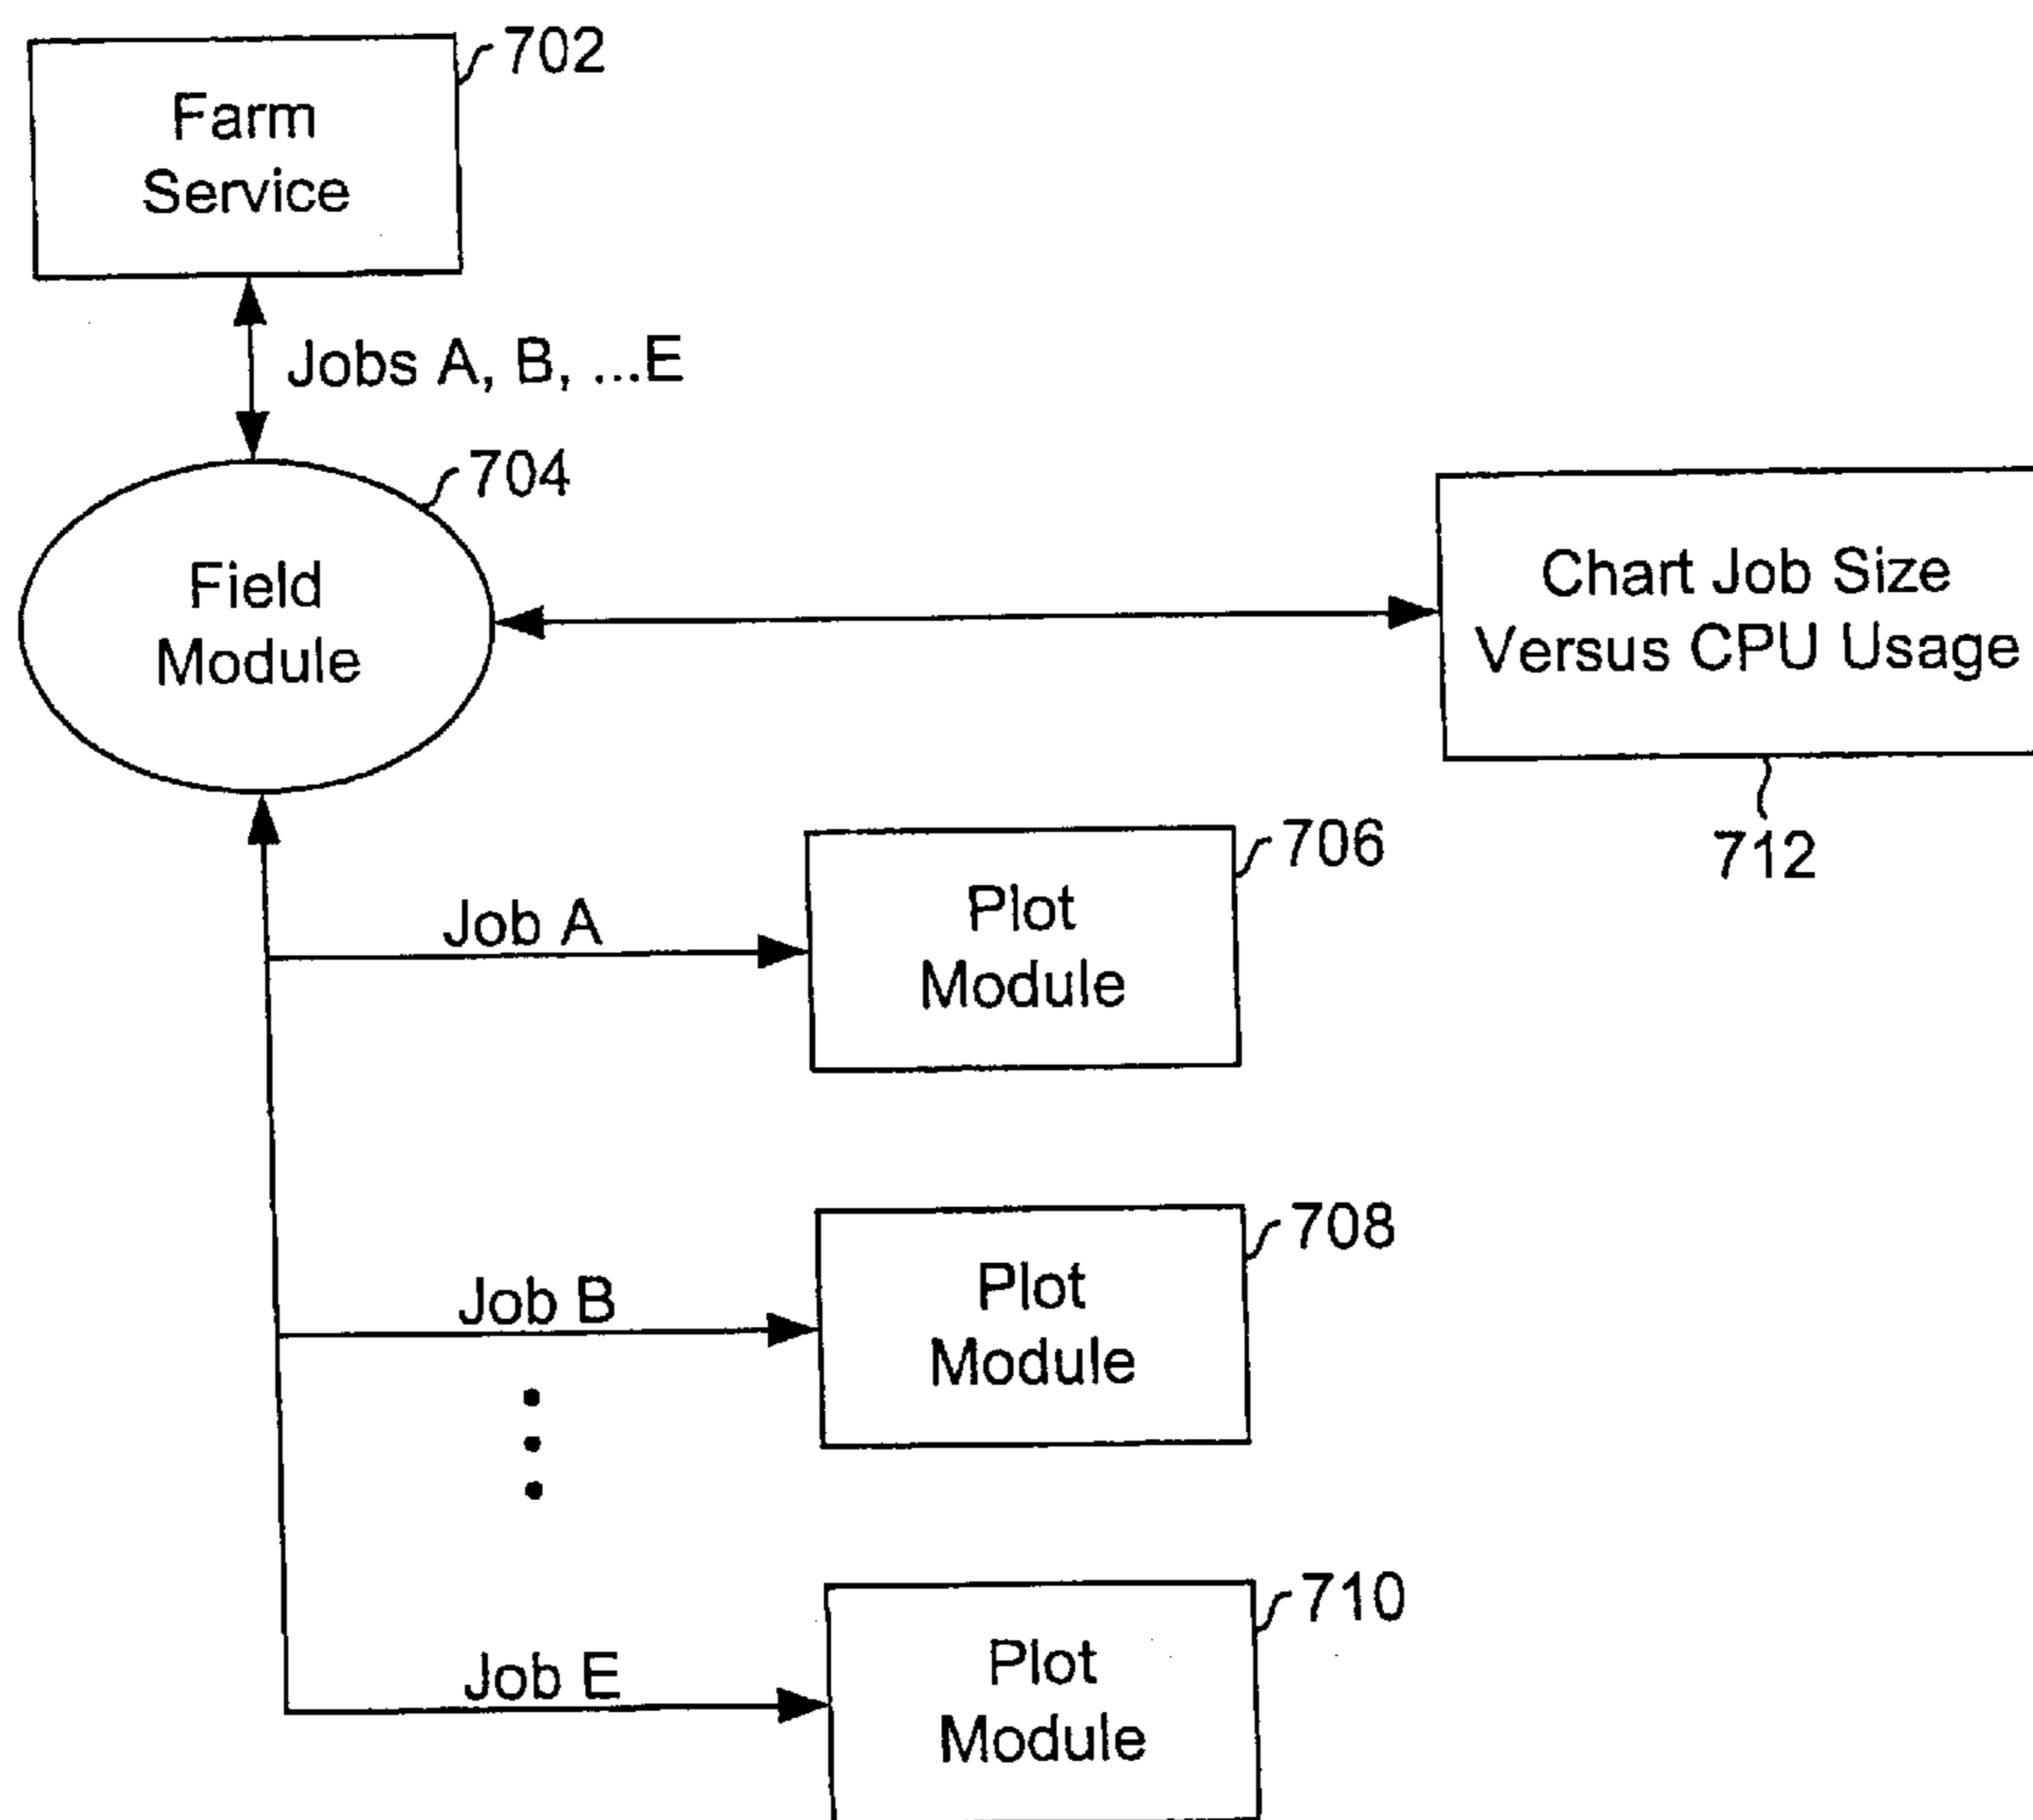 702
Farm
Service
Jobs A, B, ...E
704
Field
Module
Chart Job Size
Versus CPU Usage
712
706
Job A
Plot
Module
708
Job B
Plot
Module
710
Job E
Plot
Module